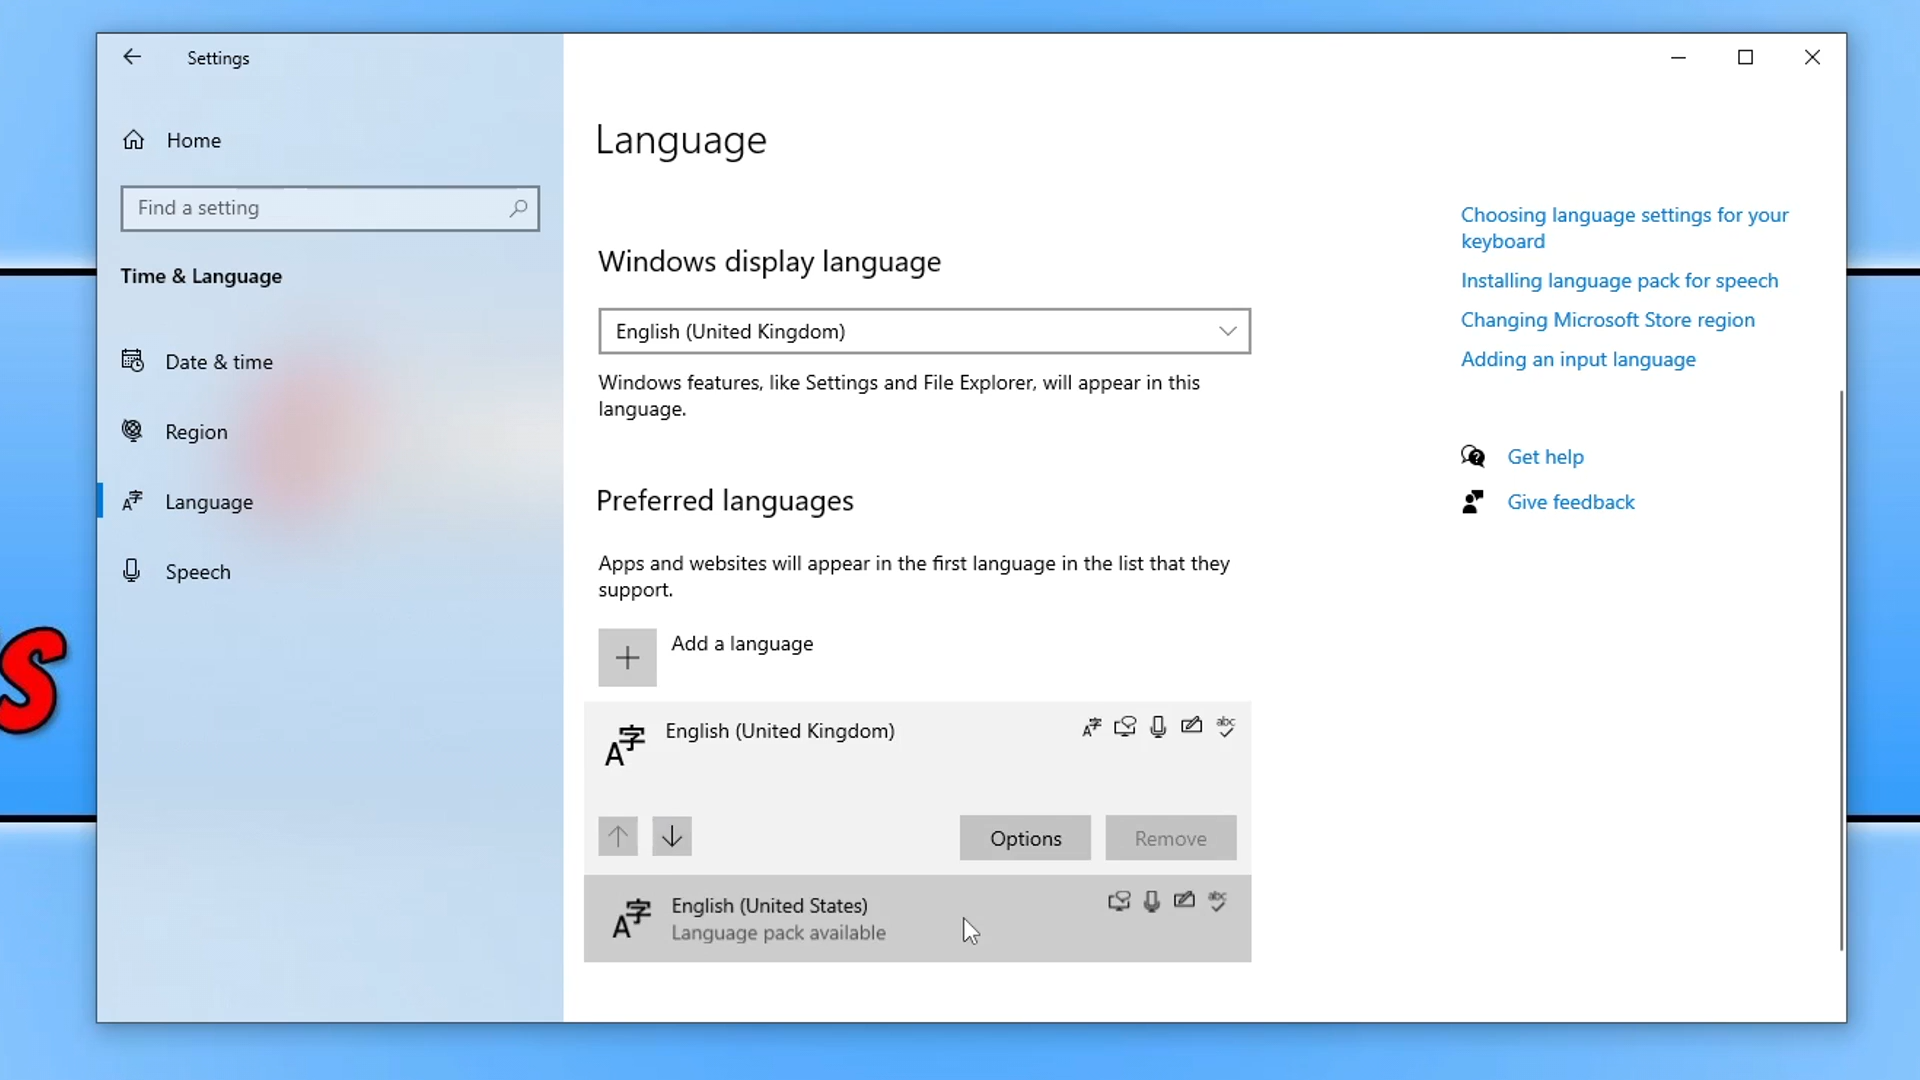 Settings
Home
Find a setting
Time & Language
Date & time
Region
Language
Speech
Language
Windows display language
English (United Kingdom)
Windows features, like Settings and File Explorer, will appear in this
language.
Preferred languages
Apps and websites will appear in the first language in the list that they
support.
Add a language
English (United Kingdom)
Options
Remove
English (United States)
Language pack available
Choosing language settings for your
keyboard
Installing language pack for speech
Changing Microsoft Store region
Adding an input language
Get help
Give feedback
S